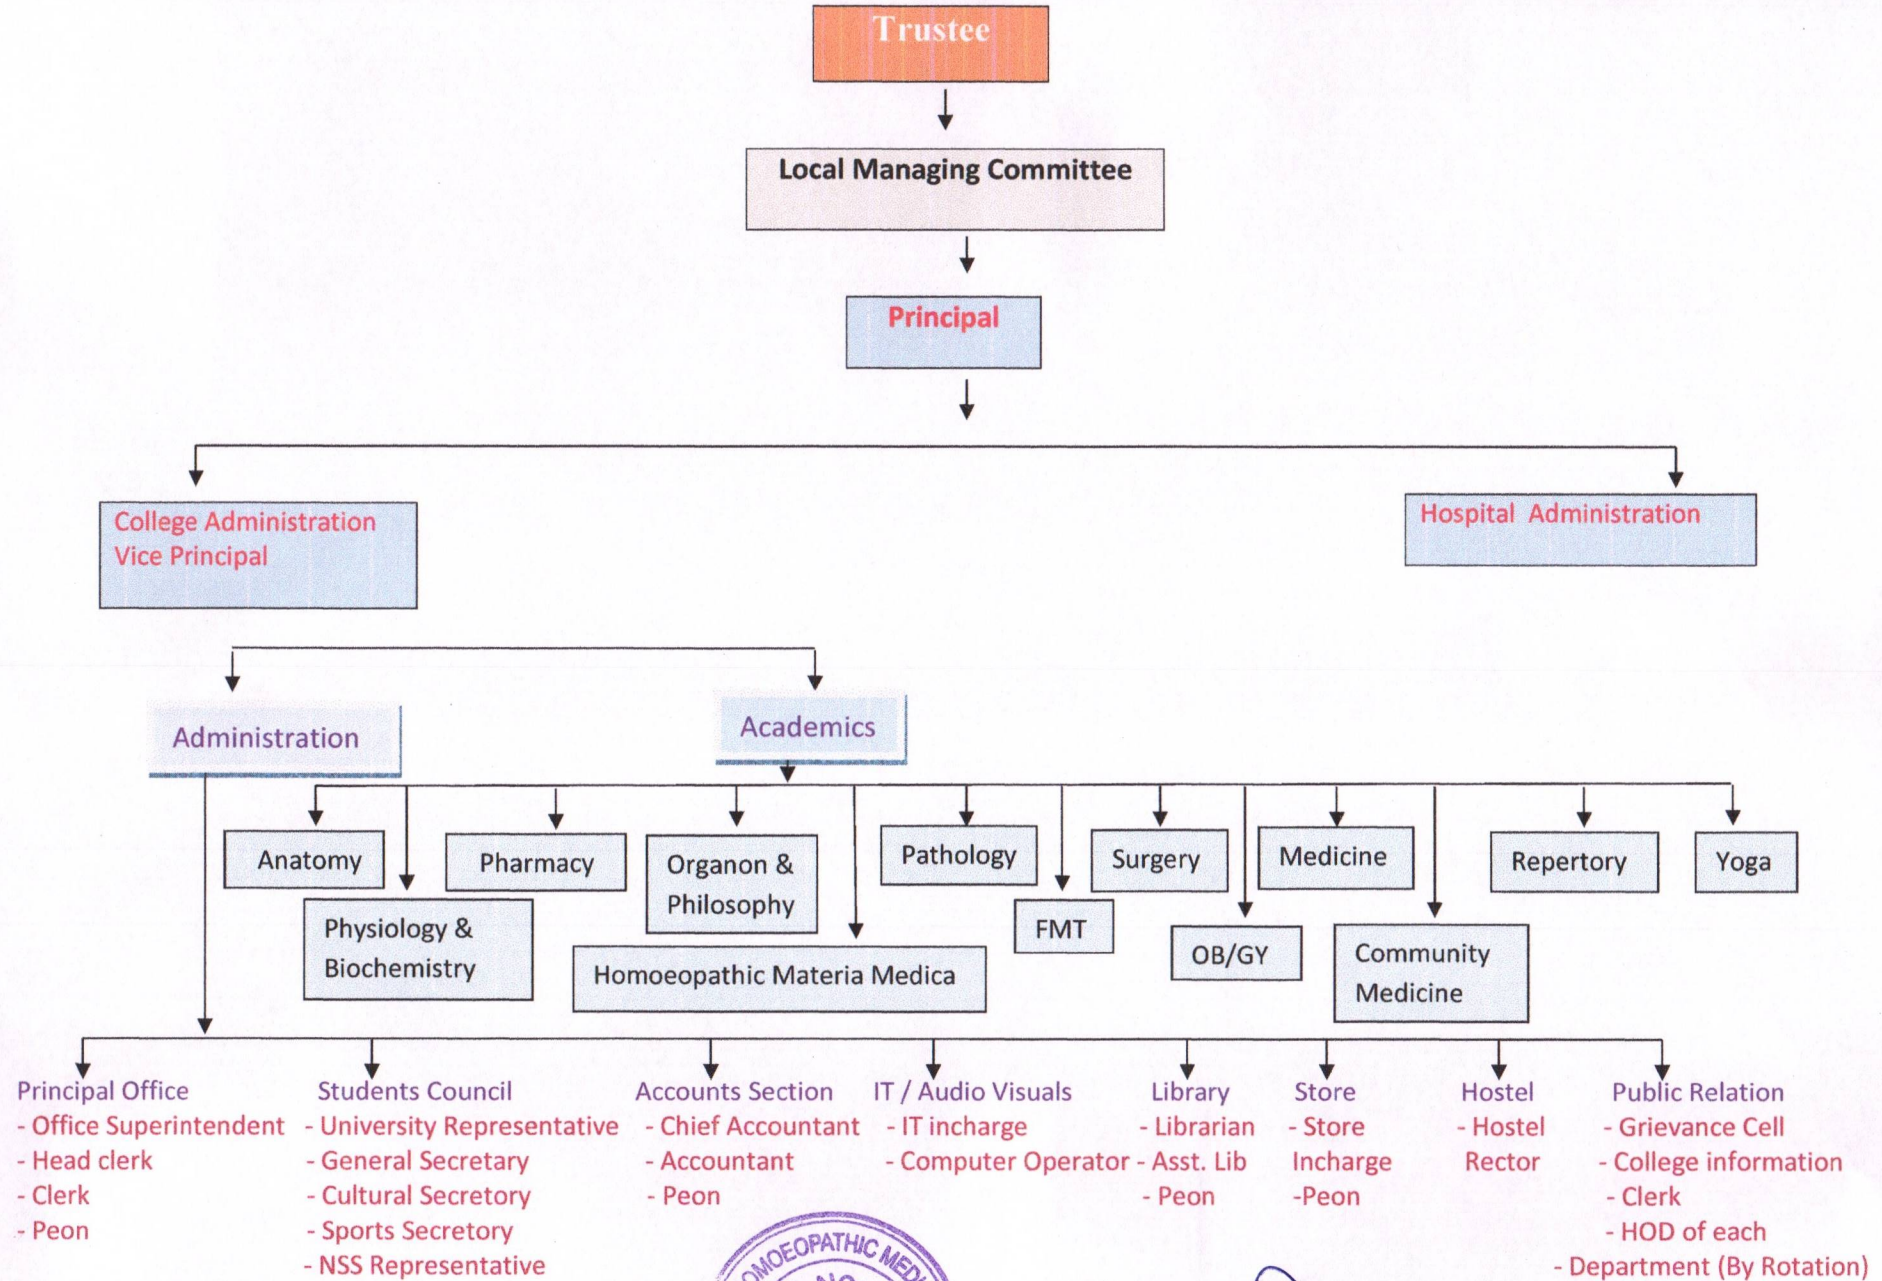 Trustee
Local Managing Committee
Principal
College Administration
Vice Principal
Hospital  Administration
Administration
Academics
Anatomy
Physiology &
Biochemistry
Pharmacy
Organon &
Philosophy
Homoeopathic Materia Medica
Pathology
FMT
Surgery
OB/GY
Medicine
Community
Medicine
Repertory
Yoga
Principal Office
- Office Superintendent
- Head clerk
- Clerk
- Peon
Students Council
- University Representative
- General Secretary
- Cultural Secretory
- Sports Secretory
- NSS Representative
Accounts Section
- Chief Accountant
- Accountant
- Peon
IT / Audio Visuals
- IT incharge
- Computer Operator
Library
- Librarian
- Asst. Lib
- Peon
Store
- Store
Incharge
-Peon
Hostel
- Hostel
Rector
Public Relation
- Grievance Cell
- College information
- Clerk
- HOD of each
- Department (By Rotation)